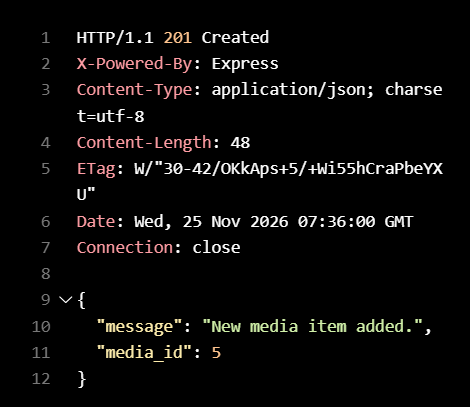 1 HTTP/1.1 201 Created
2 X-Powered-By: Express
3 Content-Type: application/json; charse
t=utf-8
4 Content-Length: 48
5 ETag: W/"30-42/OKkAps+5/+Wi55hCraPbeYX
U"
6 Date: Wed, 25 Nov 2026 07:36:00 GMT
7 Connection: close
8
9 {
10 "message": "New media item added.",
11 "media_id": 5
12 }